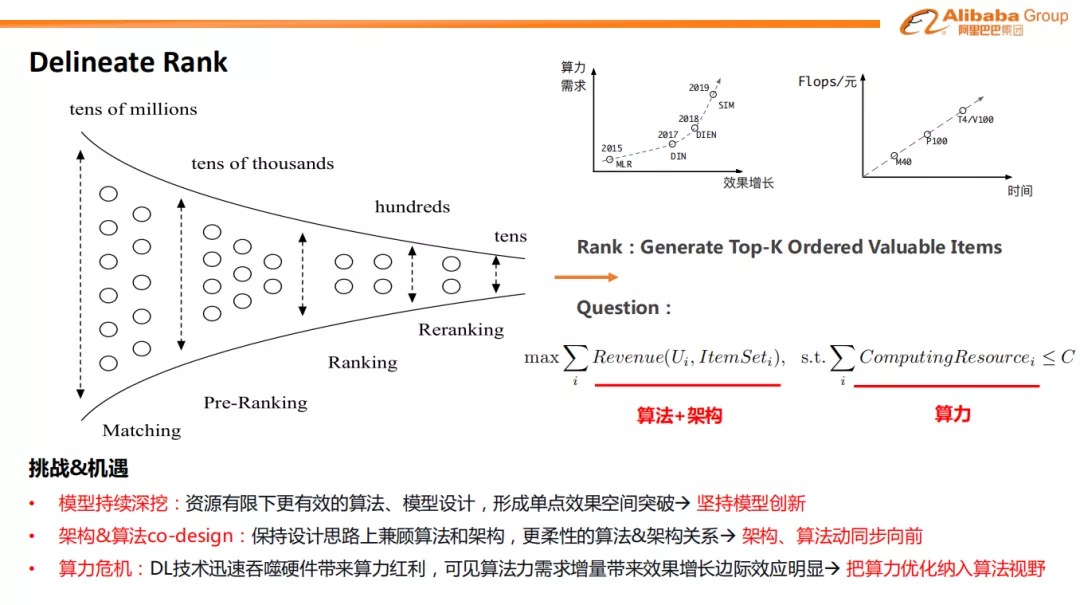 Alibaba Group
阿里巴巴集团
Delineate Rank
tens of millions
tens of thousands
hundreds
tens
Matching
Pre-Ranking
Ranking
Reranking
算力
需求
2015
MLR
2017
DIN
2018
DIEN
2019
SIM
效果增长
Flops/元
M40
P100
T4/V100
时间
Rank：Generate Top-K Ordered Valuable Items
Question：
max ∑_i Revenue(U_i, ItemSet_i), s.t. ∑_i ComputingResource_i ≤ C
算法+架构
算力
挑战&机遇
• 模型持续深挖：资源有限下更有效的算法、模型设计，形成单点效果空间突破→ 坚持模型创新
• 架构&算法co-design：保持设计思路上兼顾算法和架构，更柔性的算法&架构关系→ 架构、算法动同步向前
• 算力危机：DL技术迅速吞噬硬件带来算力红利，可见算法力需求增量带来效果增长边际效应明显→ 把算力优化纳入算法视野